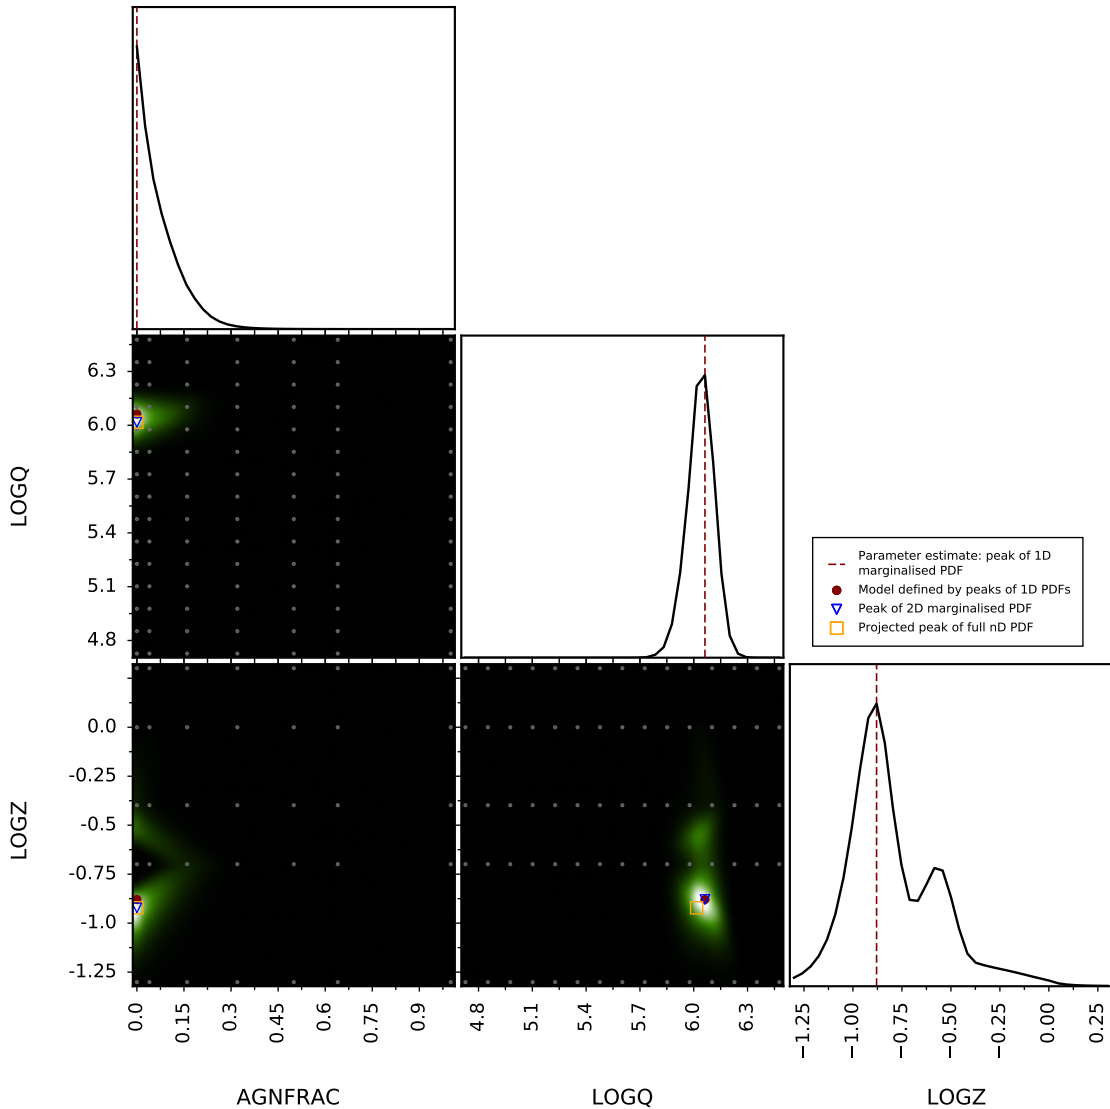 6.3
6.0
5.7
5.4
5.1
4.8
LOGQ
Parameter estimate: peak of 1D
marginalised PDF
Model defined by peaks of 1D PDFs
Peak of 2D marginalised PDF
Projected peak of full nD PDF
0.0
-0.25
-0.5
-0.75
-1.0
-1.25
LOGZ
0.0 0.15 0.3 0.45 0.6 0.75 0.9
4.8 5.1 5.4 5.7 6.0 6.3
−1.25 −1.00 −0.75 −0.50 −0.25 0.00 0.25
AGNFRAC LOGQ LOGZ